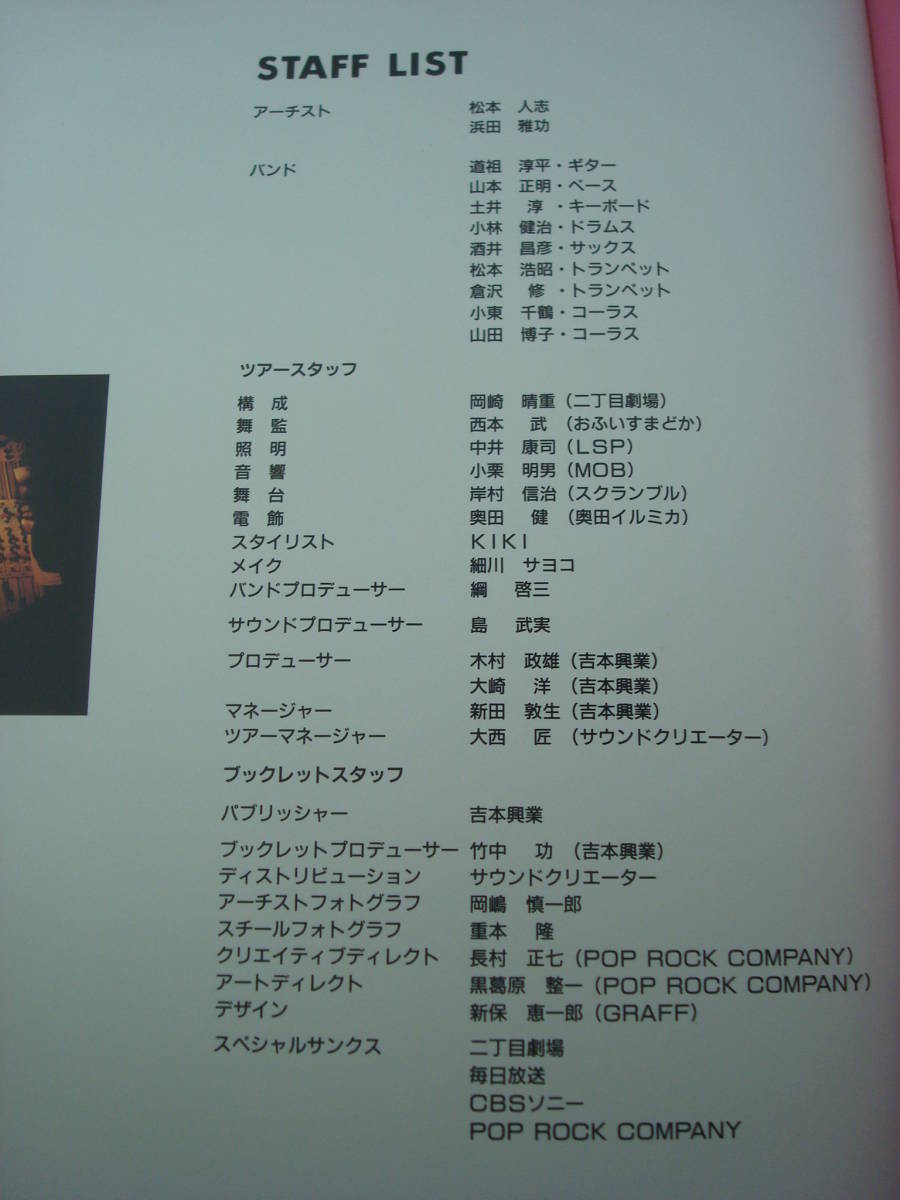 STAFF LIST
アーチスト 松本 人志
浜田 雅功
バンド 道祖 淳平・ギター
山本 正明・ベース
土井 淳・キーボード
小林 健治・ドラムス
酒井 昌彦・サックス
松本 浩昭・トランペット
倉沢 修・トランペット
小東 千鶴・コーラス
山田 博子・コーラス
ツアースタッフ
構成 岡崎 晴重(二丁目劇場)
舞監 西本 武(おふいすまどか)
照明 中井 康司(LSP)
音響 小栗 明男(MOB)
舞台 岸村 信治(スクランブル)
電飾 奥田 健(奥田イルミカ)
スタイリスト KIKI
メイク 細川 サヨコ
バンドプロデューサー 綱 啓三
サウンドプロデューサー 島 武実
プロデューサー 木村 政雄(吉本興業)
大崎 洋(吉本興業)
マネージャー 新田 敦生(吉本興業)
ツアーマネージャー 大西 匠(サウンドクリエーター)
ブックレットスタッフ
パブリッシャー 吉本興業
ブックレットプロデューサー 竹中 功(吉本興業)
ディストリビューション サウンドクリエーター
アーチストフォトグラフ 岡嶋 慎一郎
スチールフォトグラフ 重本 隆
クリエイティブディレクト 長村 正七(POP ROCK COMPANY)
アートディレクト 黒葛原 整一(POP ROCK COMPANY)
デザイン 新保 恵一郎(GRAFF)
スペシャルサンクス 二丁目劇場
毎日放送
CBSソニー
POP ROCK COMPANY